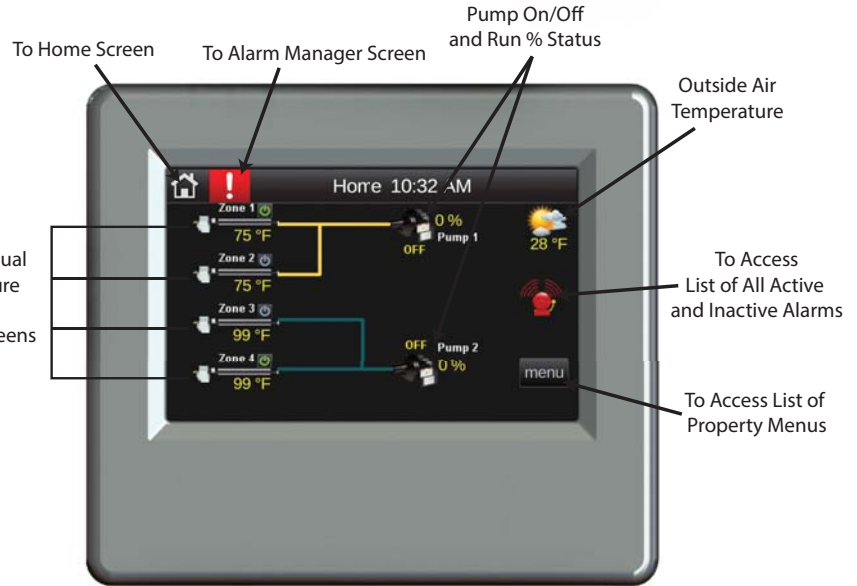 Pump On/Off
and Run % Status
To Home Screen
To Alarm Manager Screen
Outside Air
Temperature
Home 10:32 AM
Zone 1
75 °F
0 %
Pump 1
OFF
28 °F
Zone 2
75 °F
To Access
List of All Active
and Inactive Alarms
Zone 3
99 °F
OFF
Pump 2
0 %
Zone 4
99 °F
menu
To Access List of
Property Menus